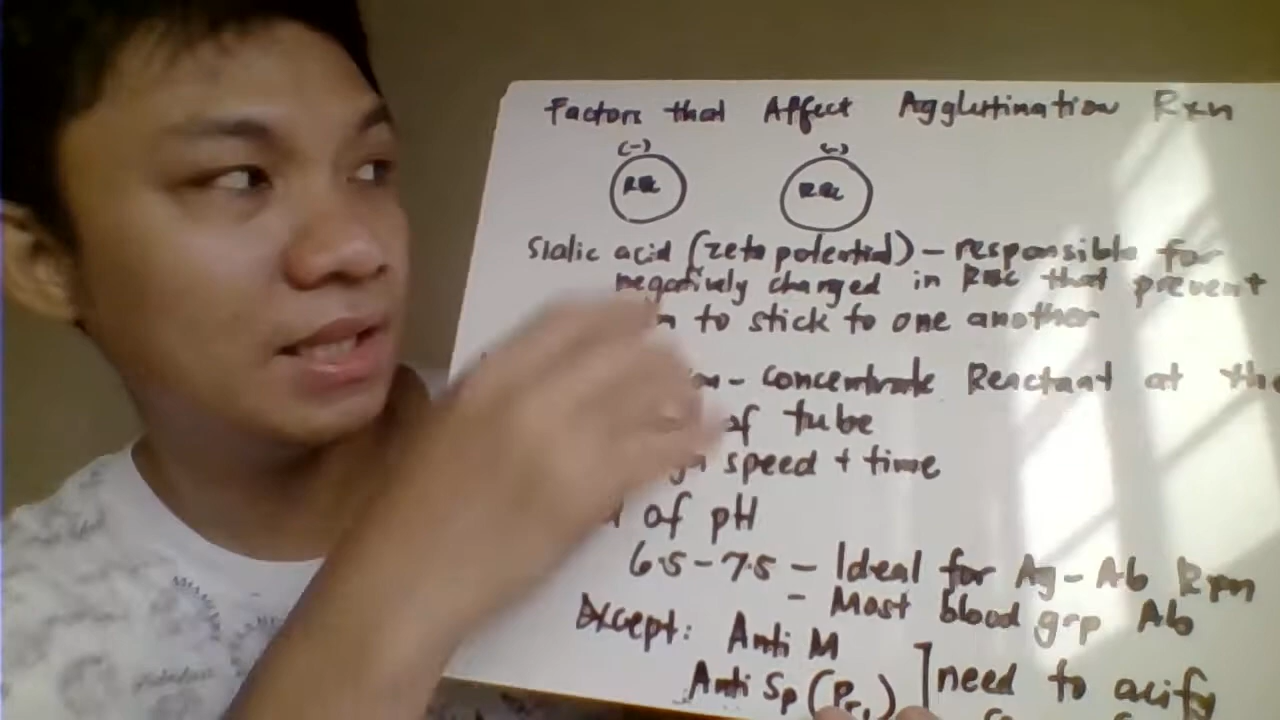 Factors that Affect Agglutination Rxn
(-) (-)
RBC RBC
Sialic acid (zeta potential) - responsible for
negatively charged in RBC that prevent
to stick to one another
- concentrate Reactant at the
of tube
speed + time
of pH
6.5 - 7.5 - Ideal for Ag - Ab Rxn
- Most blood grp Ab
Except: Anti M
Anti Sp (Pr1) ] need to acify